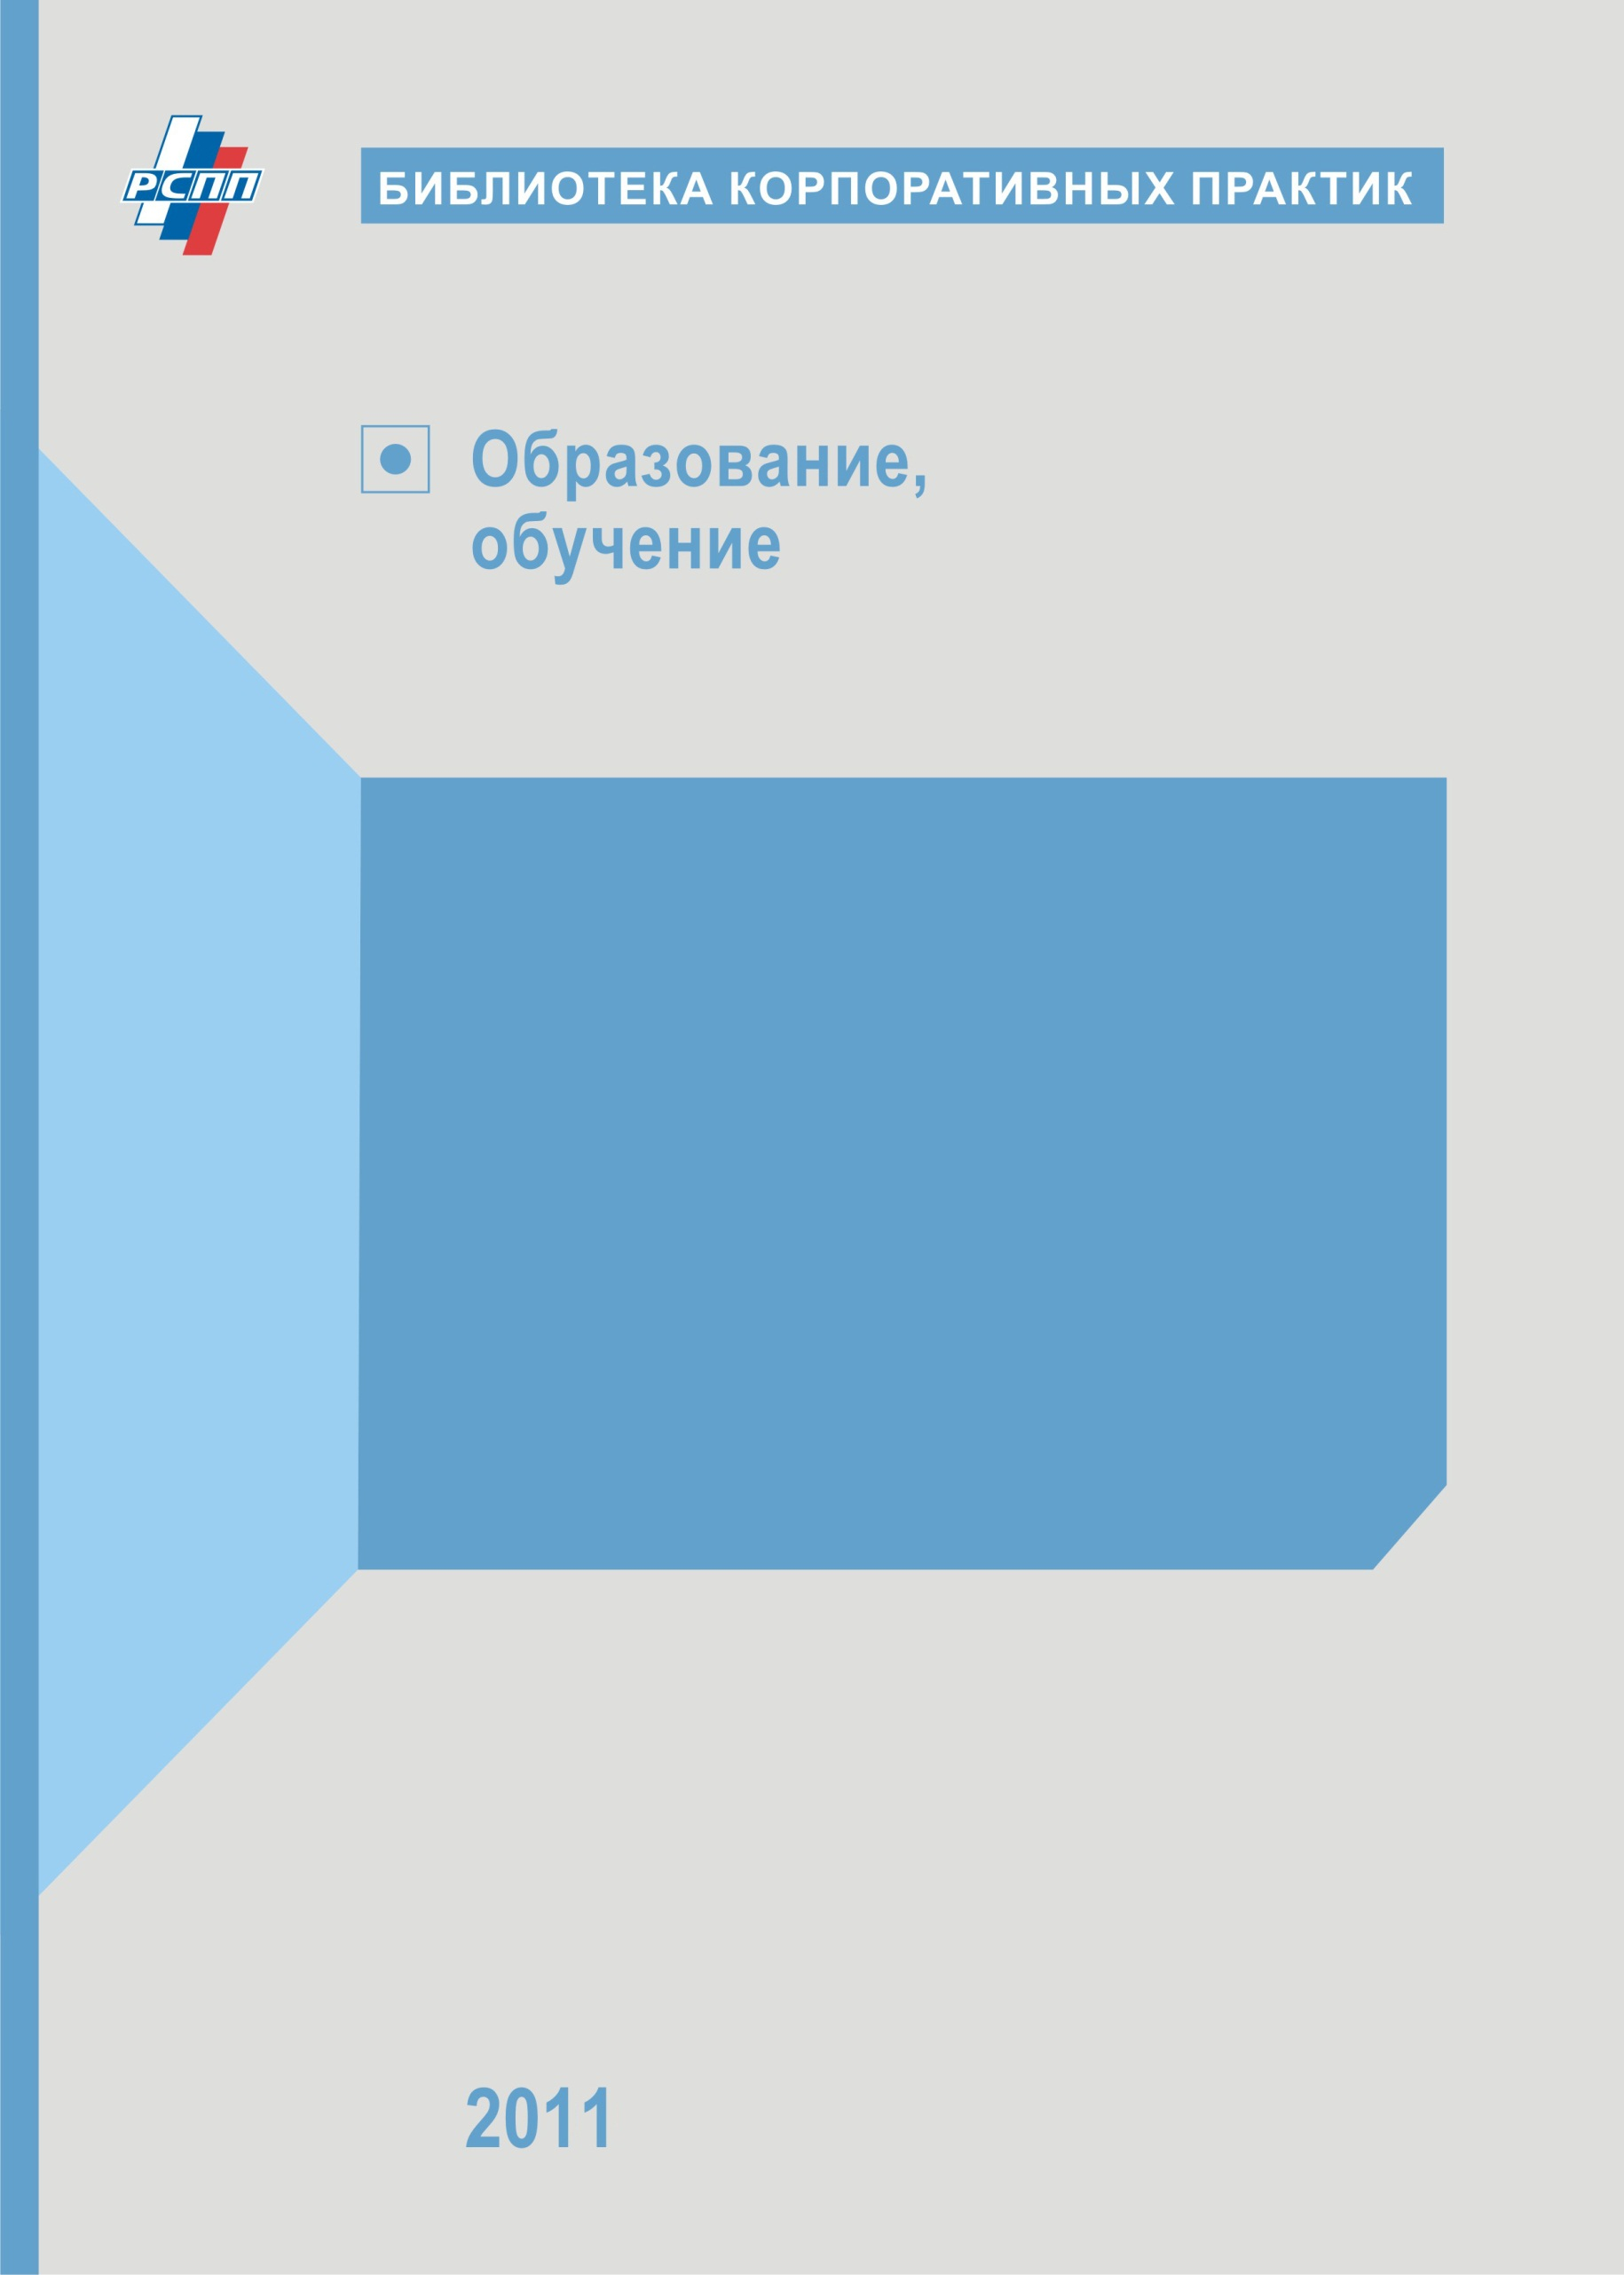 РСПП
БИБЛИОТЕКА КОРПОРАТИВНЫХ ПРАКТИК
Образование,
обучение
2011